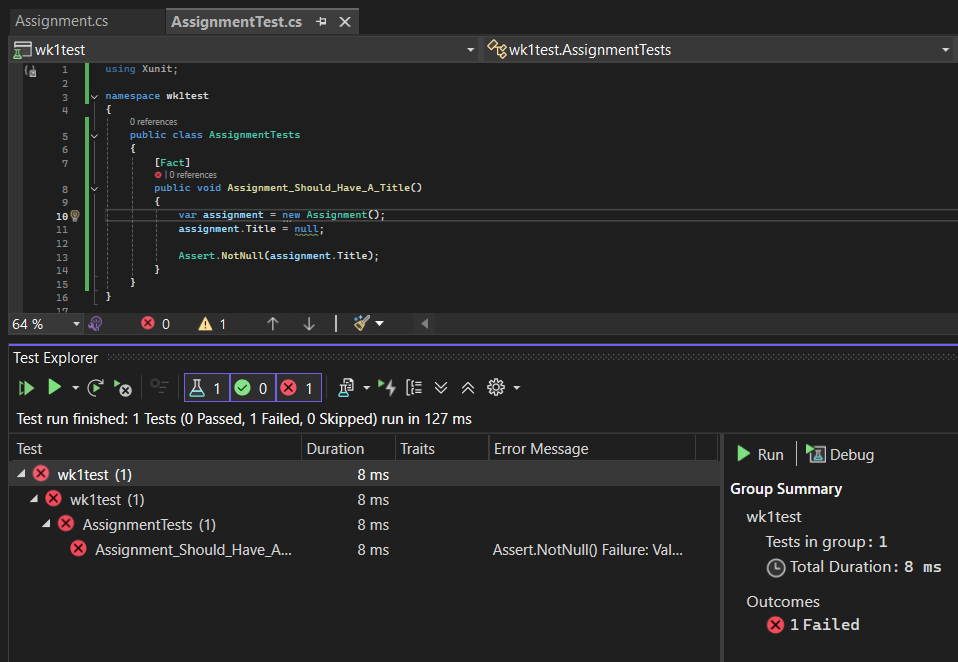 Assignment.cs AssignmentTest.cs
wk1test wk1test.AssignmentTests
1 using Xunit;
2
3 namespace wk1test
4 {
0 references
5 public class AssignmentTests
6 {
7 [Fact]
| 0 references
8 public void Assignment_Should_Have_A_Title()
9 {
10 var assignment = new Assignment();
11 assignment.Title = null;
12
13 Assert.NotNull(assignment.Title);
14 }
15 }
16 }
17
64 % 0 1
Test Explorer
1 0 1
Test run finished: 1 Tests (0 Passed, 1 Failed, 0 Skipped) run in 127 ms
Test Duration Traits Error Message
wk1test (1) 8 ms
wk1test (1) 8 ms
AssignmentTests (1) 8 ms
Assignment_Should_Have_A... 8 ms Assert.NotNull() Failure: Val...
Run Debug
Group Summary
wk1test
Tests in group: 1
Total Duration: 8 ms
Outcomes
1 Failed